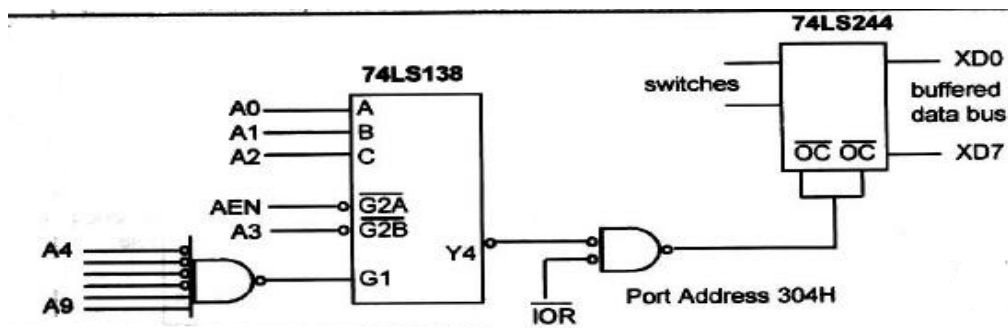 74LS244
74LS138
switches
XD0
buffered
data bus
XD7
OC OC
A0
A1
A2
A
B
C
AEN
A3
G2A
G2B
Y4
A4
A9
G1
IOR
Port Address 304H